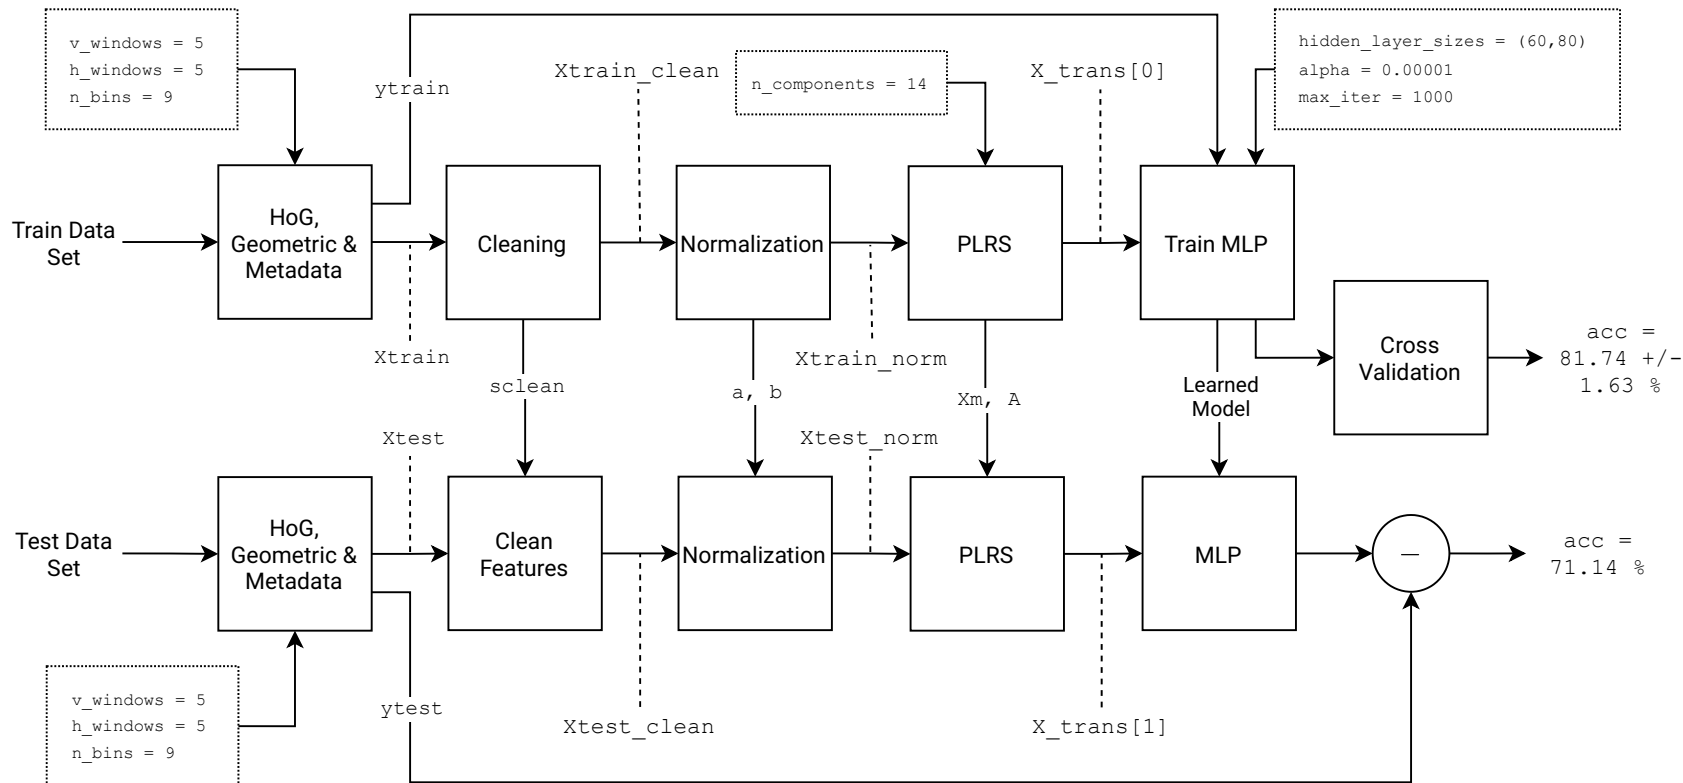 v_windows = 5
h_windows = 5
n_bins = 9
ytrain
Xtrain_clean
n_components = 14
X_trans[0]
hidden_layer_sizes = (60,80)
alpha = 0.00001
max_iter = 1000
Train Data
Set
HoG,
Geometric &
Metadata
Cleaning
Normalization
PLRS
Train MLP
Xtrain
sclean
a, b
Xtrain_norm
Xm, A
Learned
Model
Cross
Validation
acc =
81.74 +/-
1.63 %
Xtest
Xtest_norm
Test Data
Set
HoG,
Geometric &
Metadata
Clean
Features
Normalization
PLRS
MLP
—
acc =
71.14 %
v_windows = 5
h_windows = 5
n_bins = 9
ytest
Xtest_clean
X_trans[1]